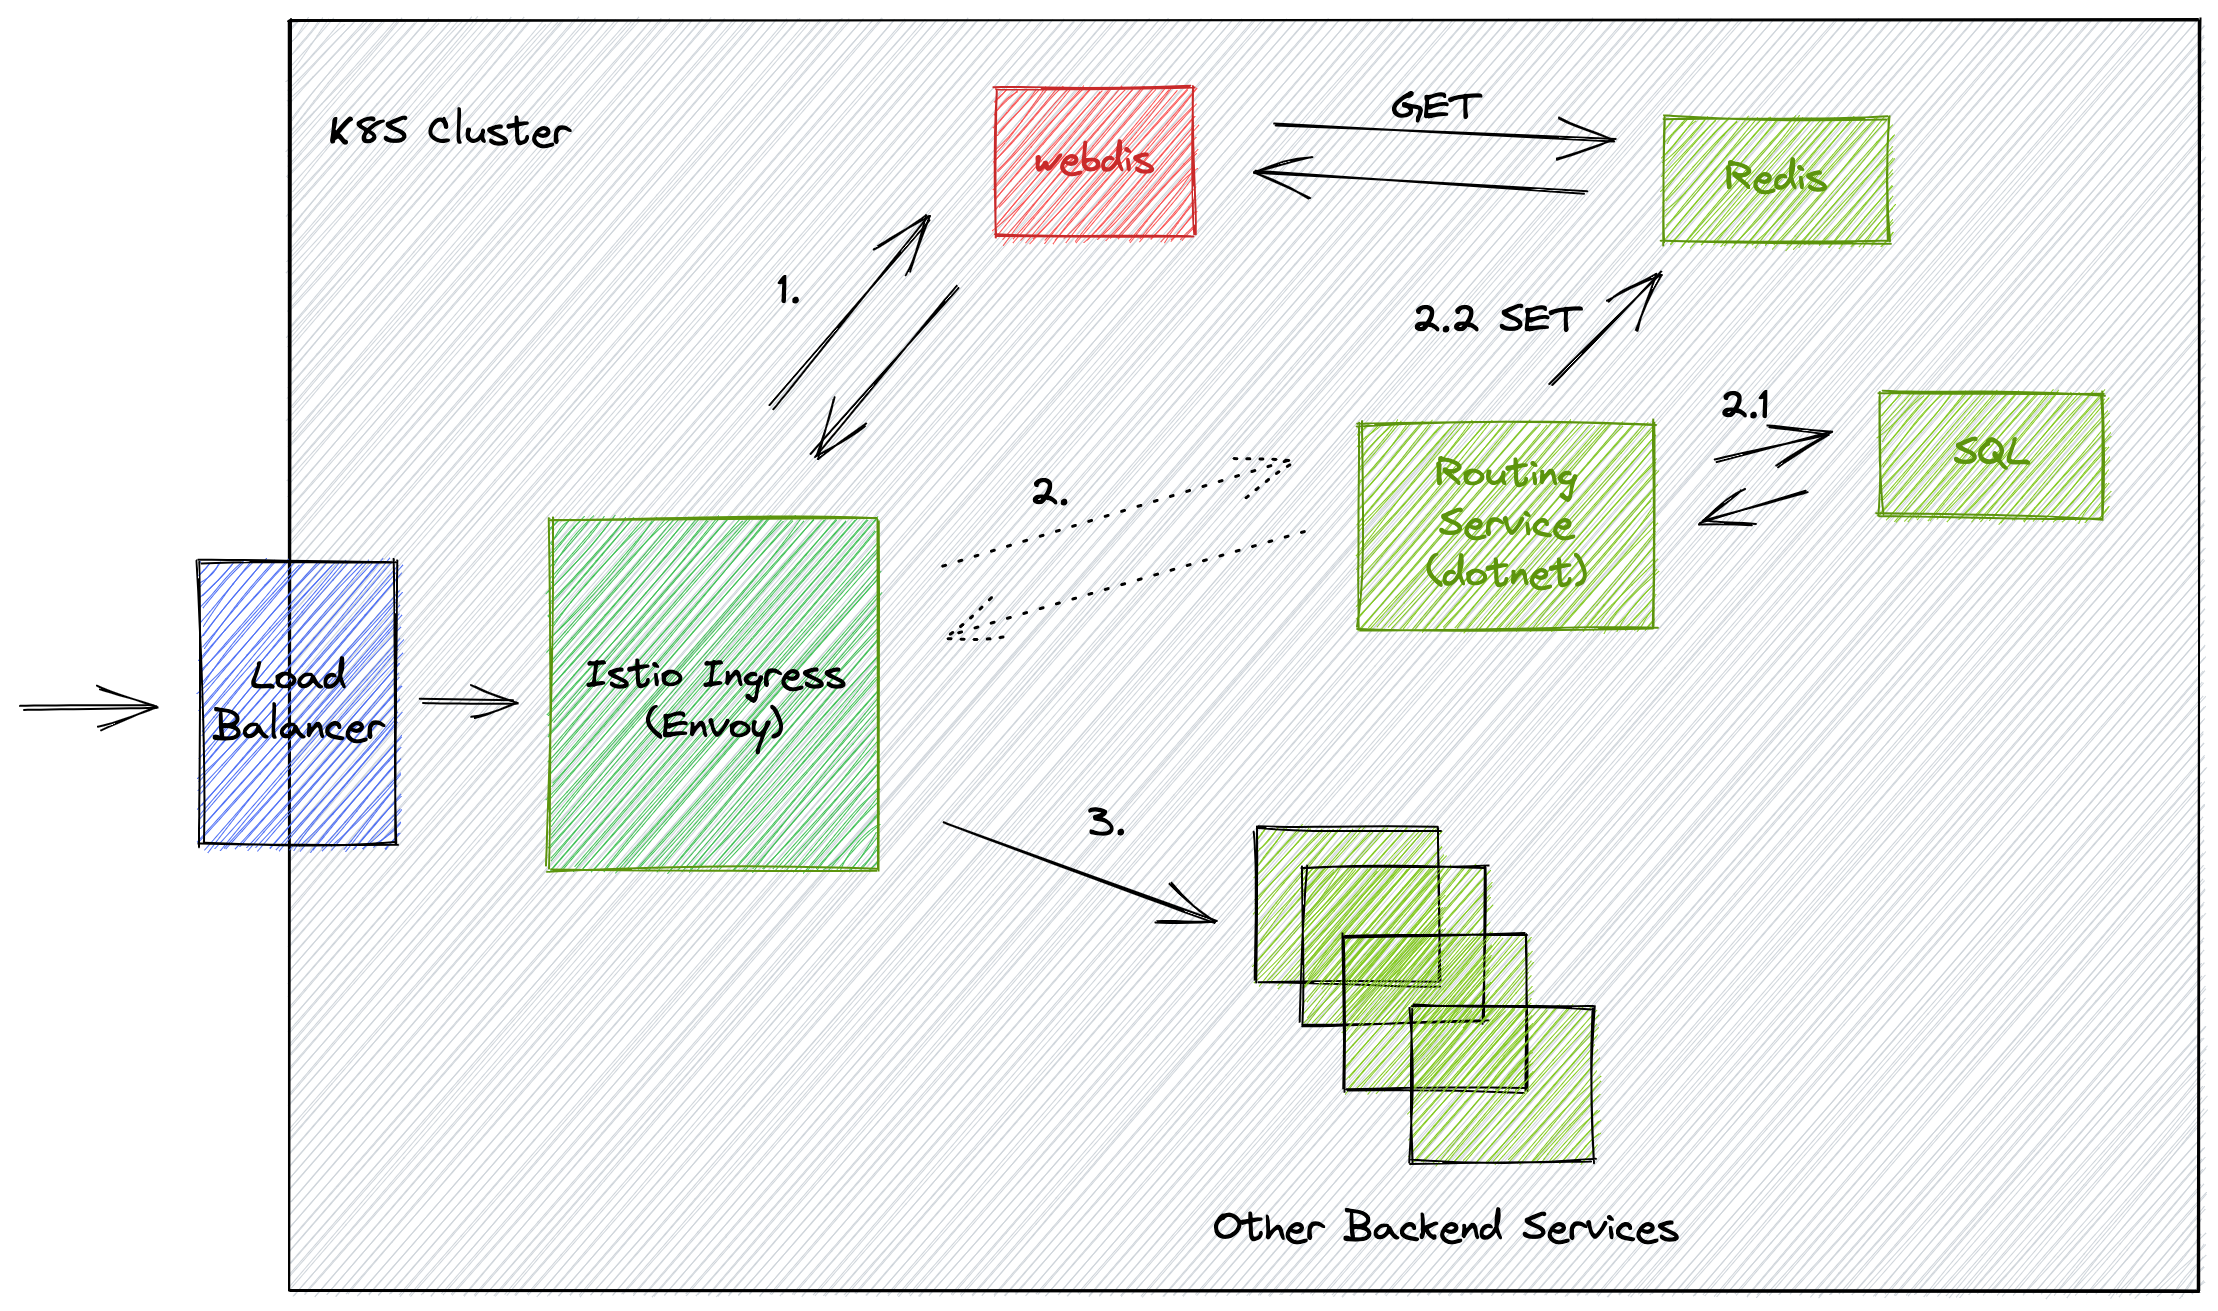 K8S Cluster
webdis
GET
Redis
1.
2.2 SET
2.1
SQL
2.
Routing
Service
(dotnet)
Load
Balancer
Istio Ingress
(Envoy)
3.
Other Backend Services